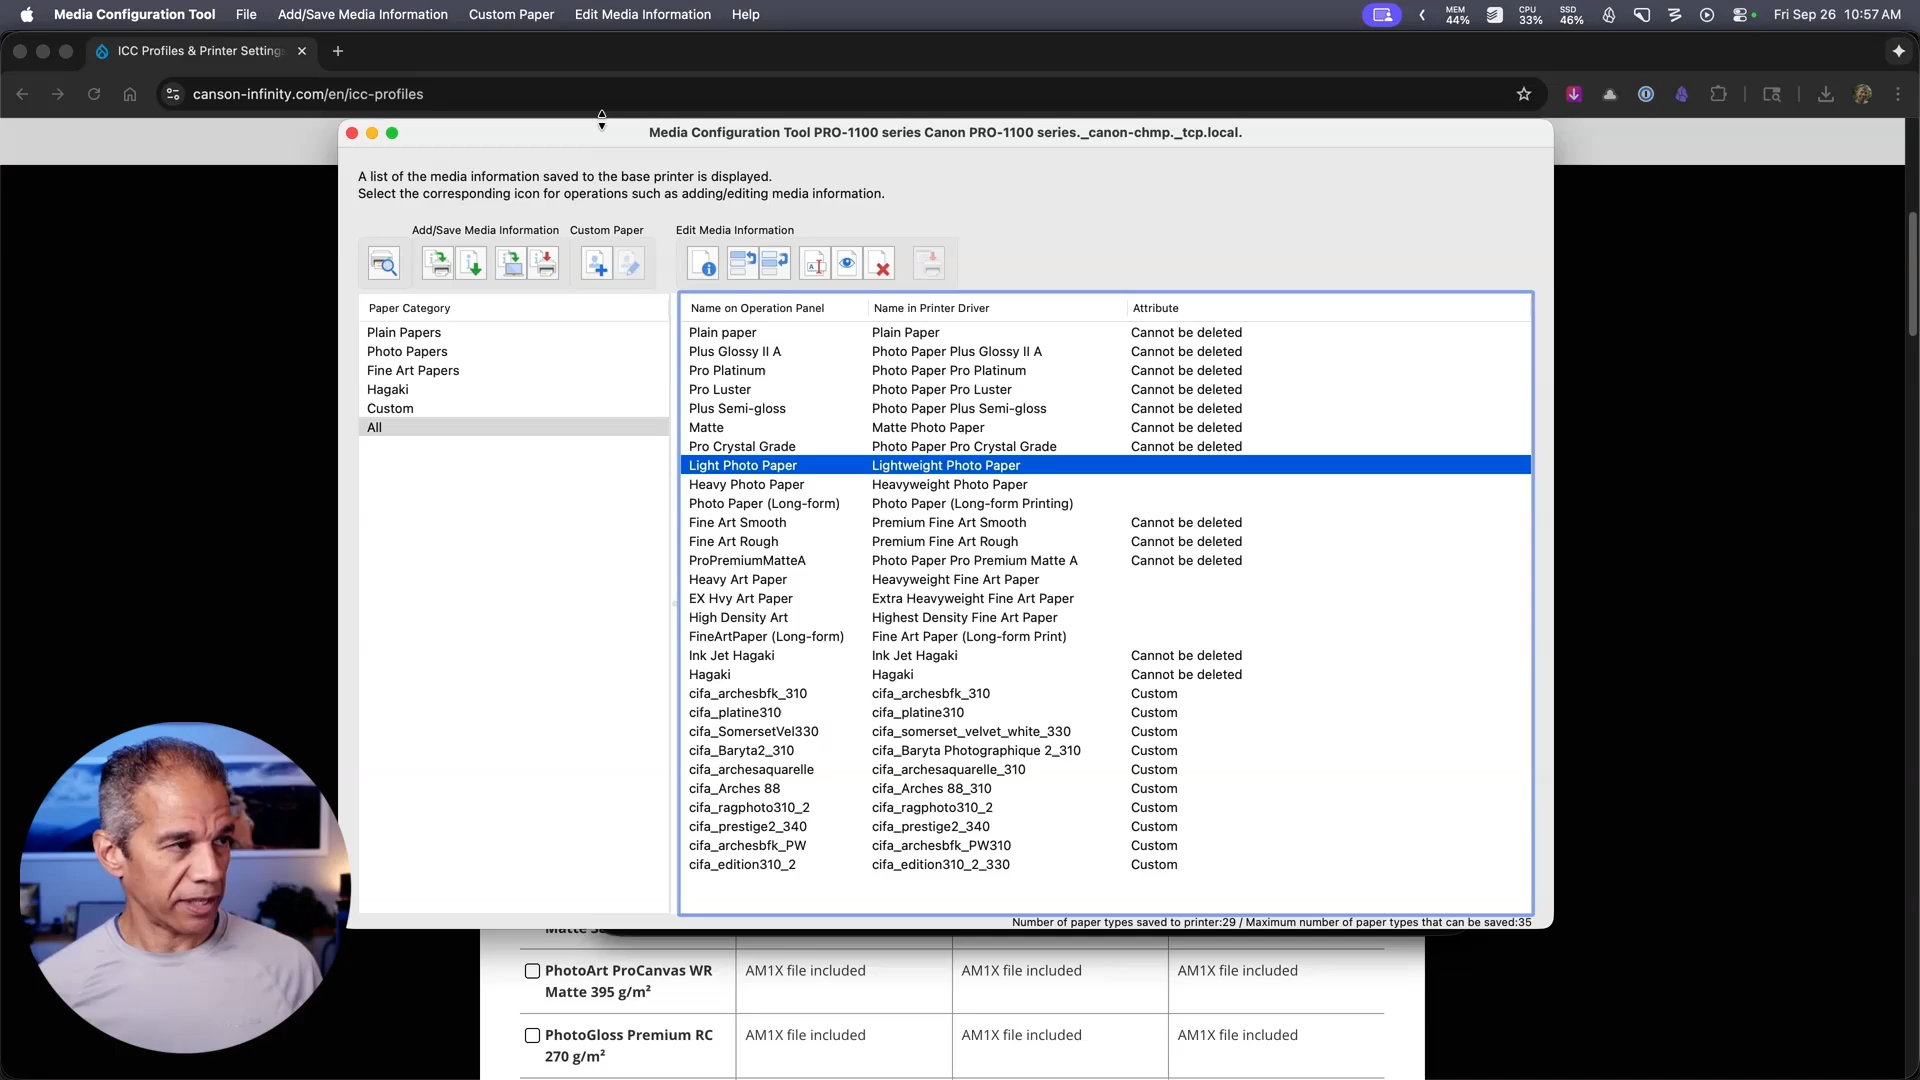 Media Configuration Tool File Add/Save Media Information Custom Paper Edit Media Information Help MEM 44% CPU 33% SSD 46% Fri Sep 26 10:57 AM
ICC Profiles & Printer Setting
canson-infinity.com/en/icc-profiles
Media Configuration Tool PRO-1100 series Canon PRO-1100 series._canon-chmp._tcp.local.
A list of the media information saved to the base printer is displayed.
Select the corresponding icon for operations such as adding/editing media information.
Add/Save Media Information Custom Paper Edit Media Information
Paper Category
Plain Papers
Photo Papers
Fine Art Papers
Hagaki
Custom
All
Name on Operation Panel Name in Printer Driver Attribute
Plain paper Plain Paper Cannot be deleted
Plus Glossy II A Photo Paper Plus Glossy II A Cannot be deleted
Pro Platinum Photo Paper Pro Platinum Cannot be deleted
Pro Luster Photo Paper Pro Luster Cannot be deleted
Plus Semi-gloss Photo Paper Plus Semi-gloss Cannot be deleted
Matte Matte Photo Paper Cannot be deleted
Pro Crystal Grade Photo Paper Pro Crystal Grade Cannot be deleted
Light Photo Paper Lightweight Photo Paper
Heavy Photo Paper Heavyweight Photo Paper
Photo Paper (Long-form) Photo Paper (Long-form Printing)
Fine Art Smooth Premium Fine Art Smooth Cannot be deleted
Fine Art Rough Premium Fine Art Rough Cannot be deleted
ProPremiumMatteA Photo Paper Pro Premium Matte A Cannot be deleted
Heavy Art Paper Heavyweight Fine Art Paper
EX Hvy Art Paper Extra Heavyweight Fine Art Paper
High Density Art Highest Density Fine Art Paper
FineArtPaper (Long-form) Fine Art Paper (Long-form Print)
Ink Jet Hagaki Ink Jet Hagaki Cannot be deleted
Hagaki Hagaki Cannot be deleted
cifa_archesbfk_310 cifa_archesbfk_310 Custom
cifa_platine310 cifa_platine310 Custom
cifa_SomersetVel330 cifa_somerset_velvet_white_330 Custom
cifa_Baryta2_310 cifa_Baryta Photographique 2_310 Custom
cifa_archesaquarelle cifa_archesaquarelle_310 Custom
cifa_Arches 88 cifa_Arches 88_310 Custom
cifa_ragphoto310_2 cifa_ragphoto310_2 Custom
cifa_prestige2_340 cifa_prestige2_340 Custom
cifa_archesbfk_PW cifa_archesbfk_PW310 Custom
cifa_edition310_2 cifa_edition310_2_330 Custom
Number of paper types saved to printer:29 / Maximum number of paper types that can be saved:35
PhotoArt ProCanvas WR AM1X file included AM1X file included AM1X file included
Matte 395 g/m²
PhotoGloss Premium RC AM1X file included AM1X file included AM1X file included
270 g/m²